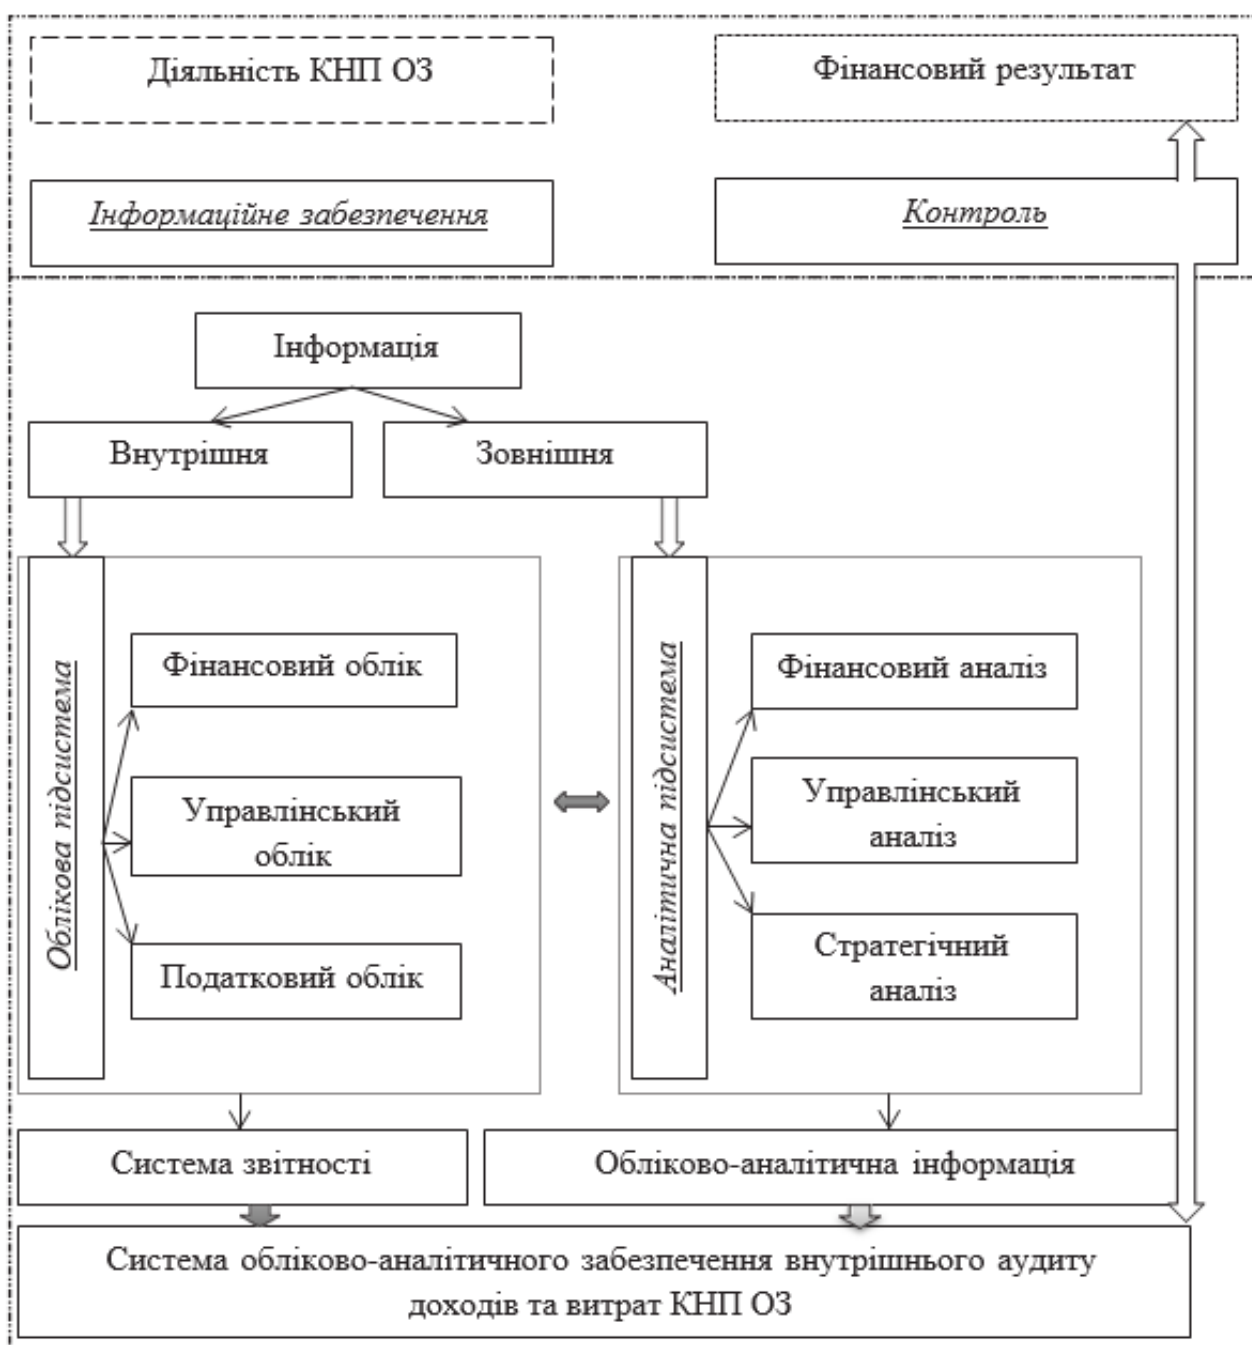 Діяльність КНП ОЗ
Фінансовий результат
Інформаційне забезпечення
Контроль
Інформація
Внутрішня
Зовнішня
Облікова підсистема
Фінансовий облік
Управлінський
облік
Податковий облік
Аналітична підсистема
Фінансовий аналіз
Управлінський
аналіз
Стратегічний
аналіз
Система звітності
Обліково-аналітична інформація
Система обліково-аналітичного забезпечення внутрішнього аудиту
доходів та витрат КНП ОЗ